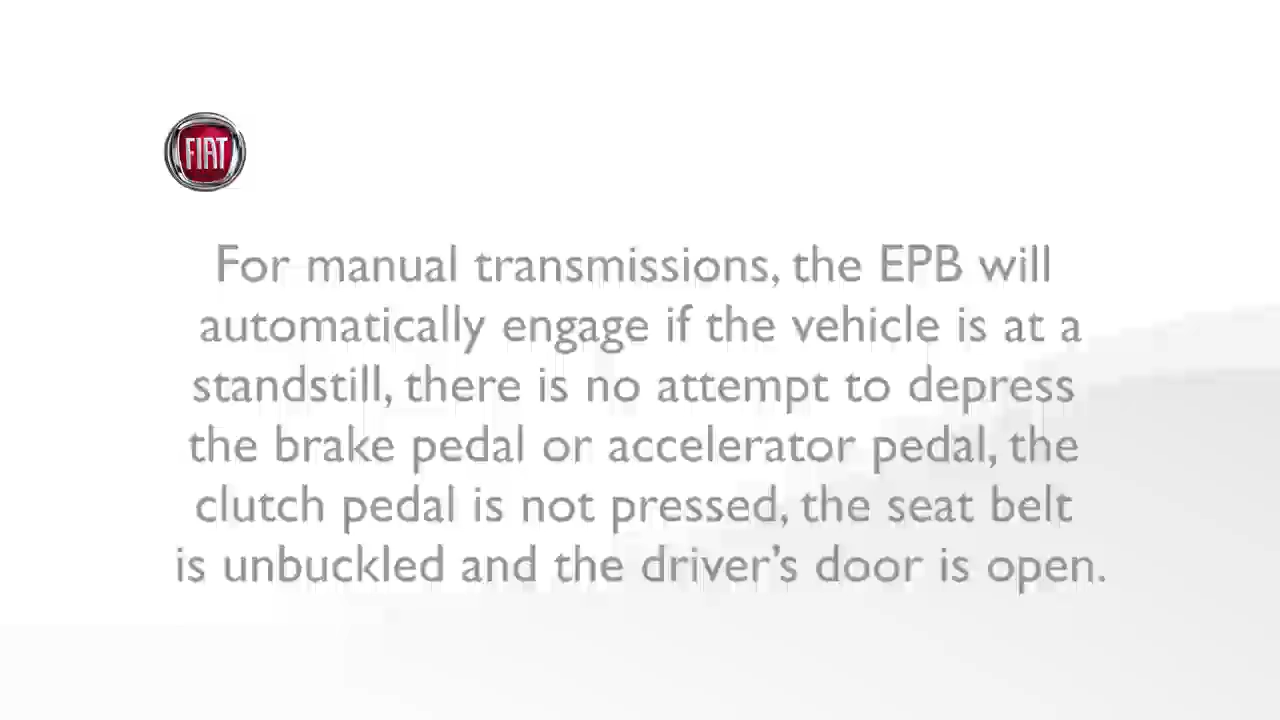 FIAT
For manual transmissions, the EPB will
automatically engage if the vehicle is at a
standstill, there is no attempt to depress
the brake pedal or accelerator pedal, the
clutch pedal is not pressed, the seat belt
is unbuckled and the driver’s door is open.